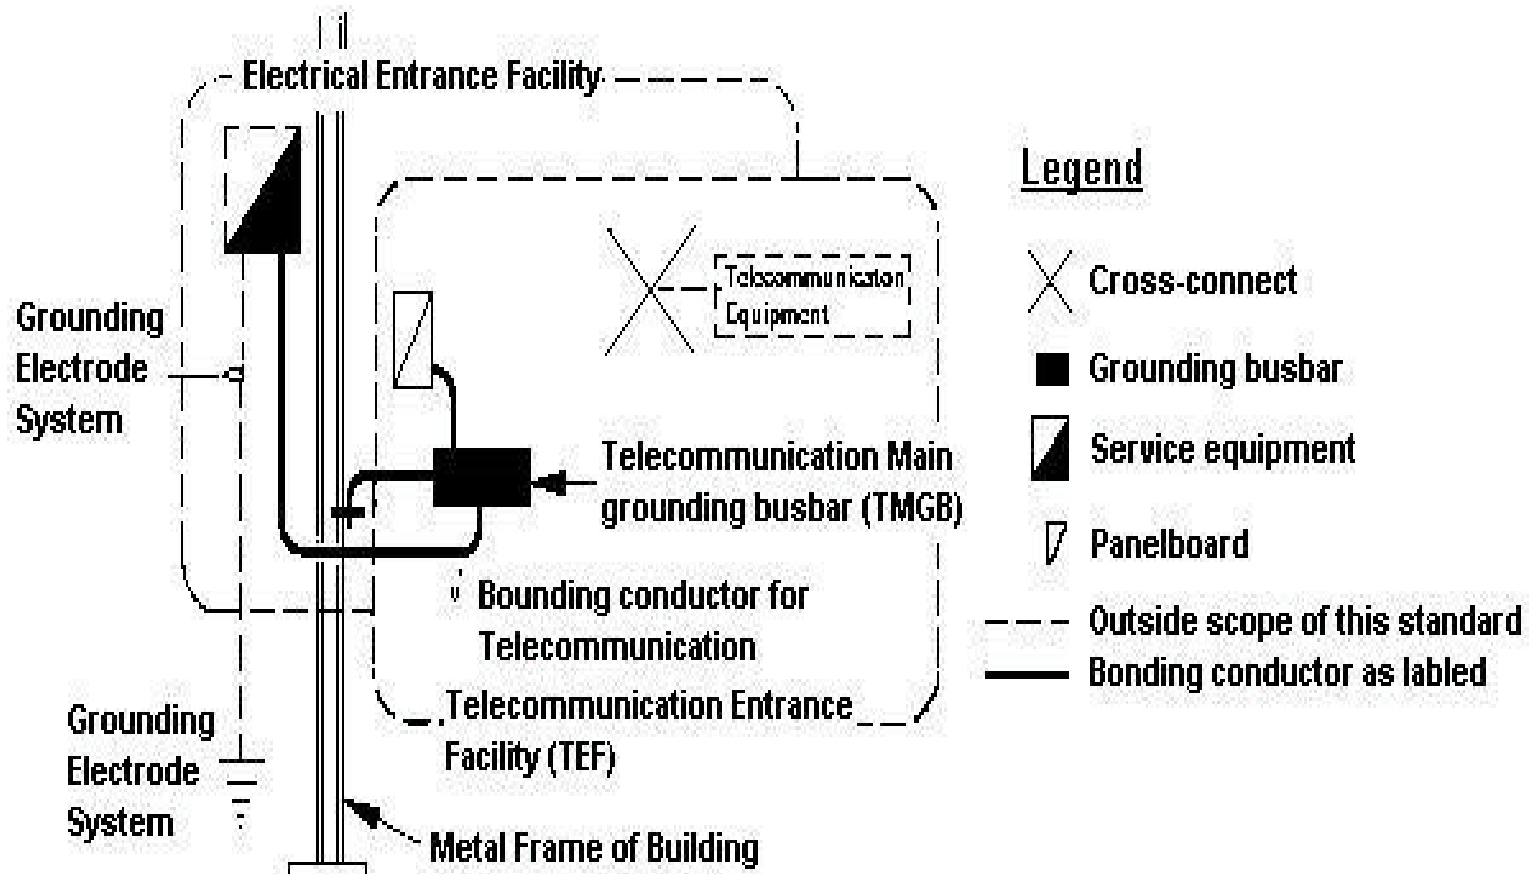 Electrical Entrance Facility
Legend
Cross-connect
Grounding busbar
Service equipment
Panelboard
Outside scope of this standard
Bonding conductor as labled
Telecommunication
Equipment
Grounding
Electrode
System
Telecommunication Main
grounding busbar (TMGB)
Bounding conductor for
Telecommunication
Telecommunication Entrance
Facility (TEF)
Grounding
Electrode
System
Metal Frame of Building